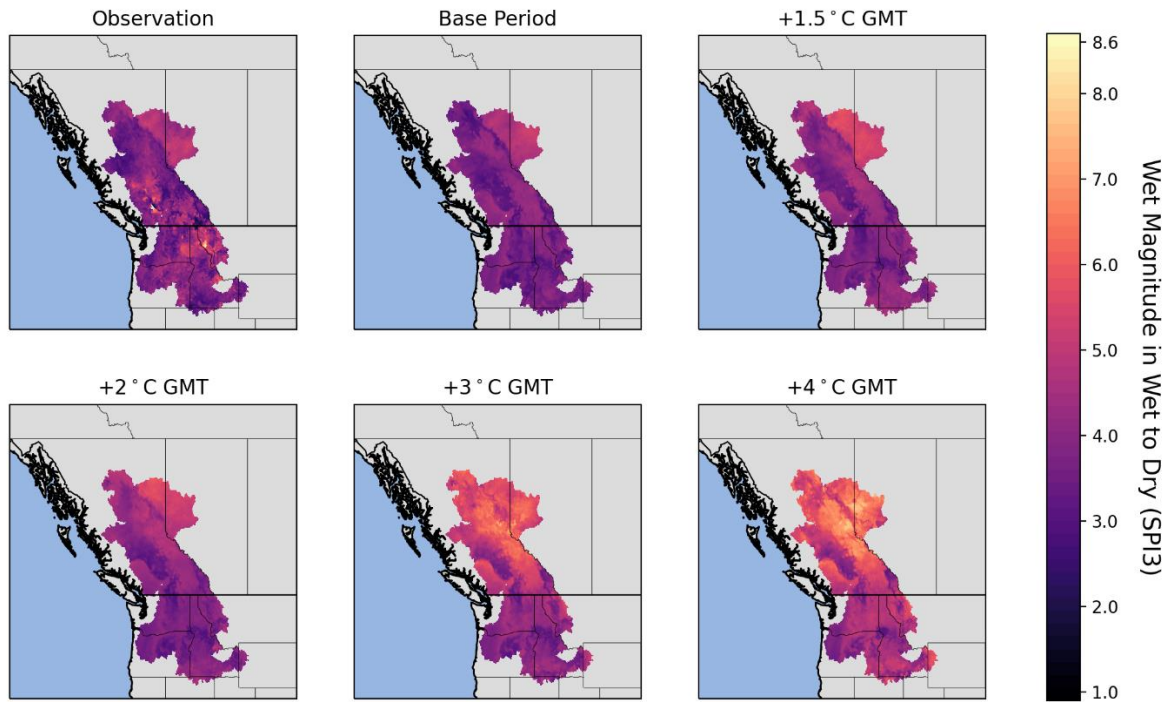 Observation
Base Period
+1.5°C GMT
+2°C GMT
+3°C GMT
+4°C GMT
8.6
8.0
7.0
6.0
5.0
4.0
3.0
2.0
1.0
Wet Magnitude in Wet to Dry (SPI3)